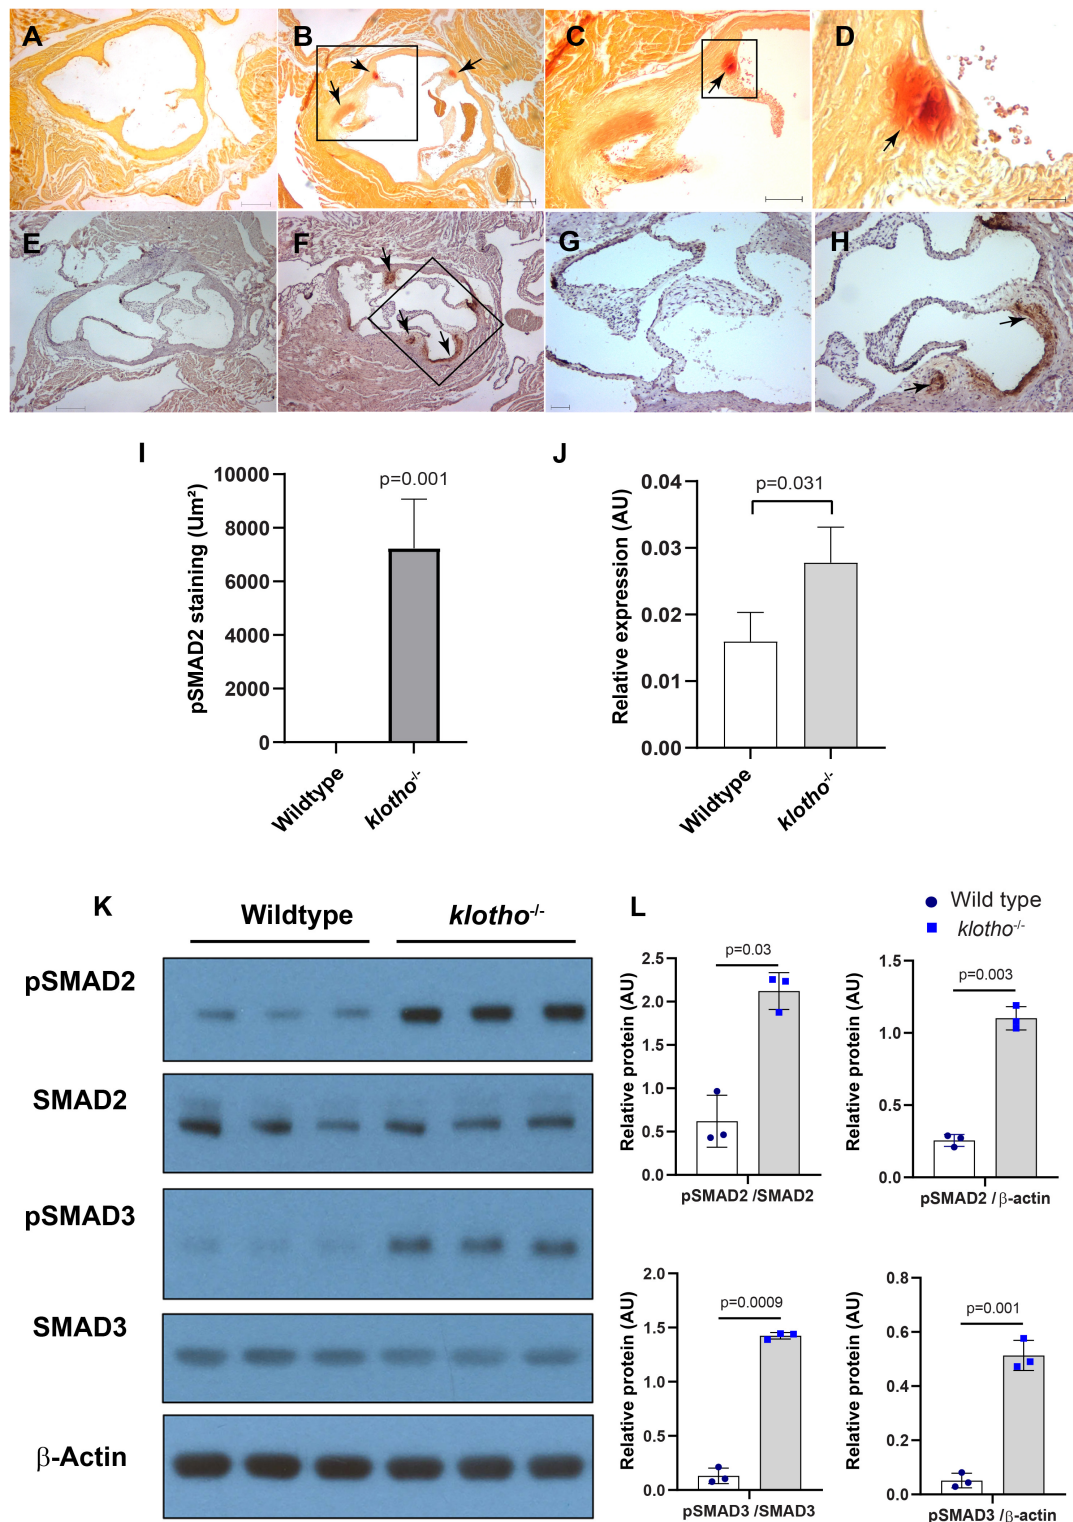 A
B
C
D
E
F
G
H
I
pSMAD2 staining (Um²)
10000
8000
6000
4000
2000
0
p=0.001
Wildtype
klotho-/-
J
Relative expression (AU)
0.04
0.03
0.02
0.01
0.00
p=0.031
Wildtype
klotho-/-
K
Wildtype
klotho-/-
pSMAD2
SMAD2
pSMAD3
SMAD3
β-Actin
L
Wild type
klotho-/-
Relative protein (AU)
2.5
2.0
1.5
1.0
0.5
0.0
p=0.03
pSMAD2 /SMAD2
Relative protein (AU)
1.5
1.0
0.5
0.0
p=0.003
pSMAD2 /β-actin
Relative protein (AU)
2.0
1.5
1.0
0.5
0.0
p=0.0009
pSMAD3 /SMAD3
Relative protein (AU)
0.8
0.6
0.4
0.2
0.0
p=0.001
pSMAD3 /β-actin